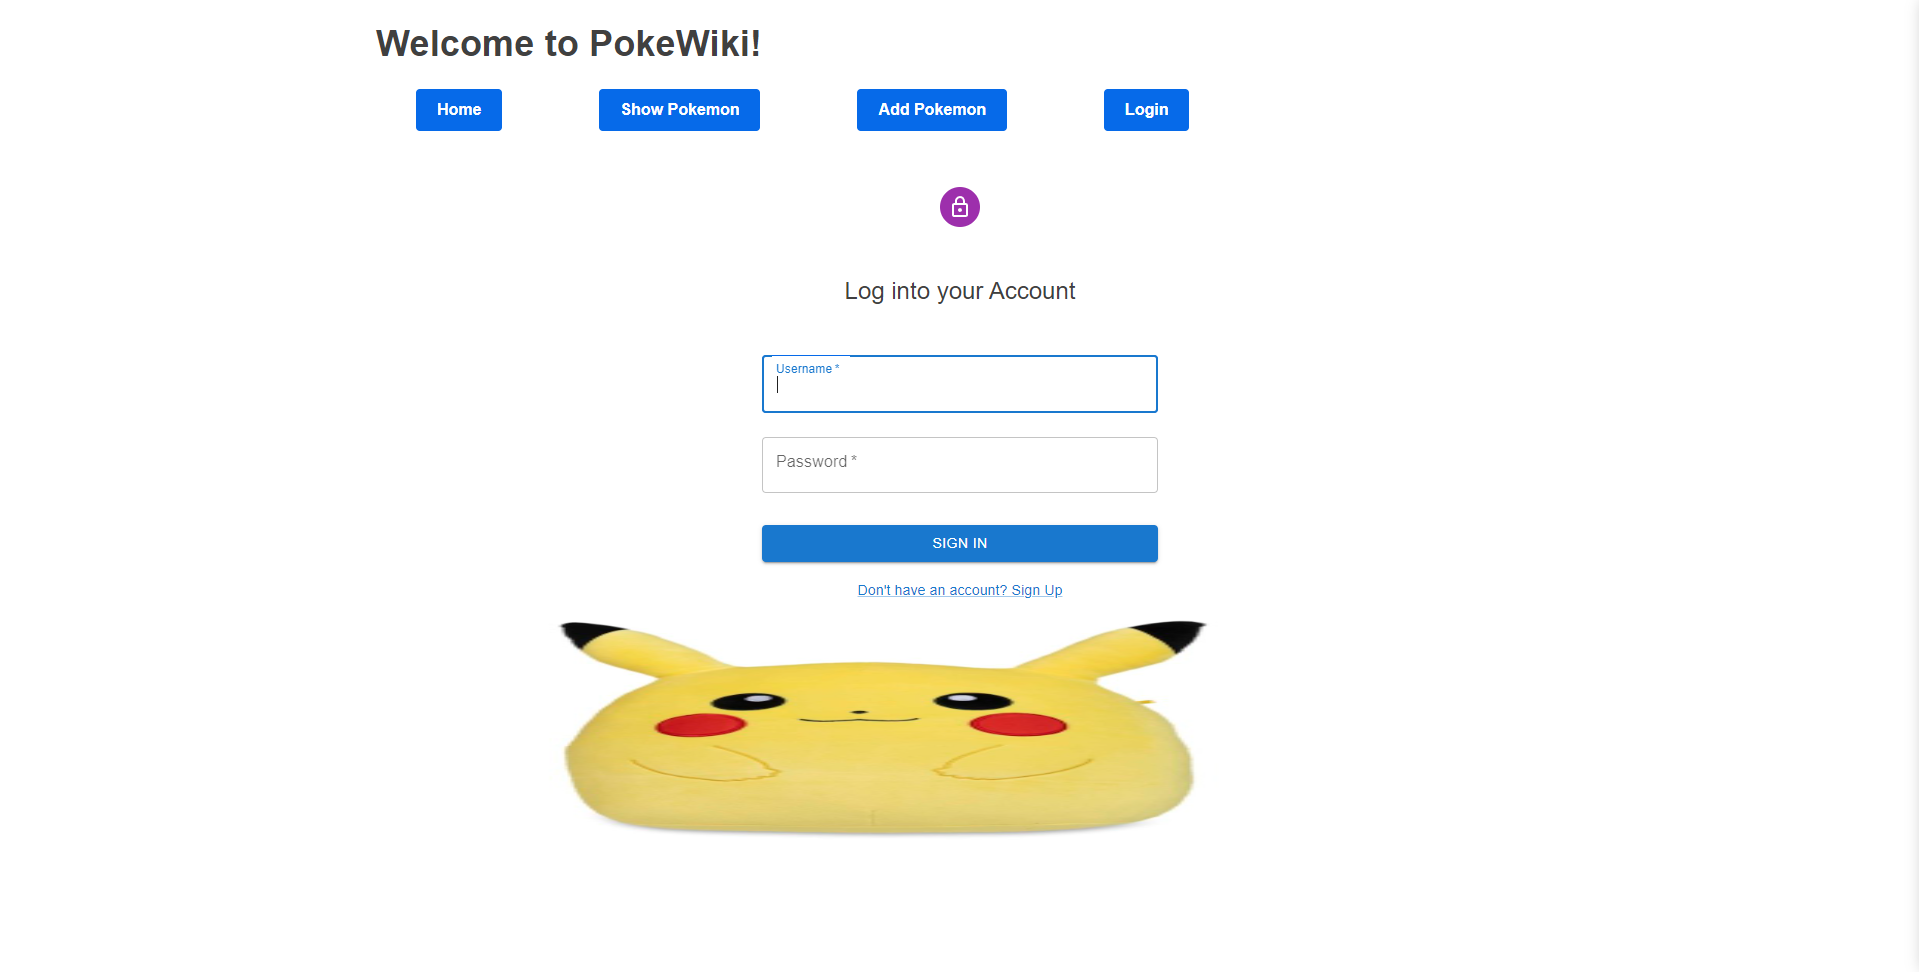 Welcome to PokeWiki!
Home Show Pokemon Add Pokemon Login
Log into your Account
Username *
Password *
SIGN IN
Don't have an account? Sign Up